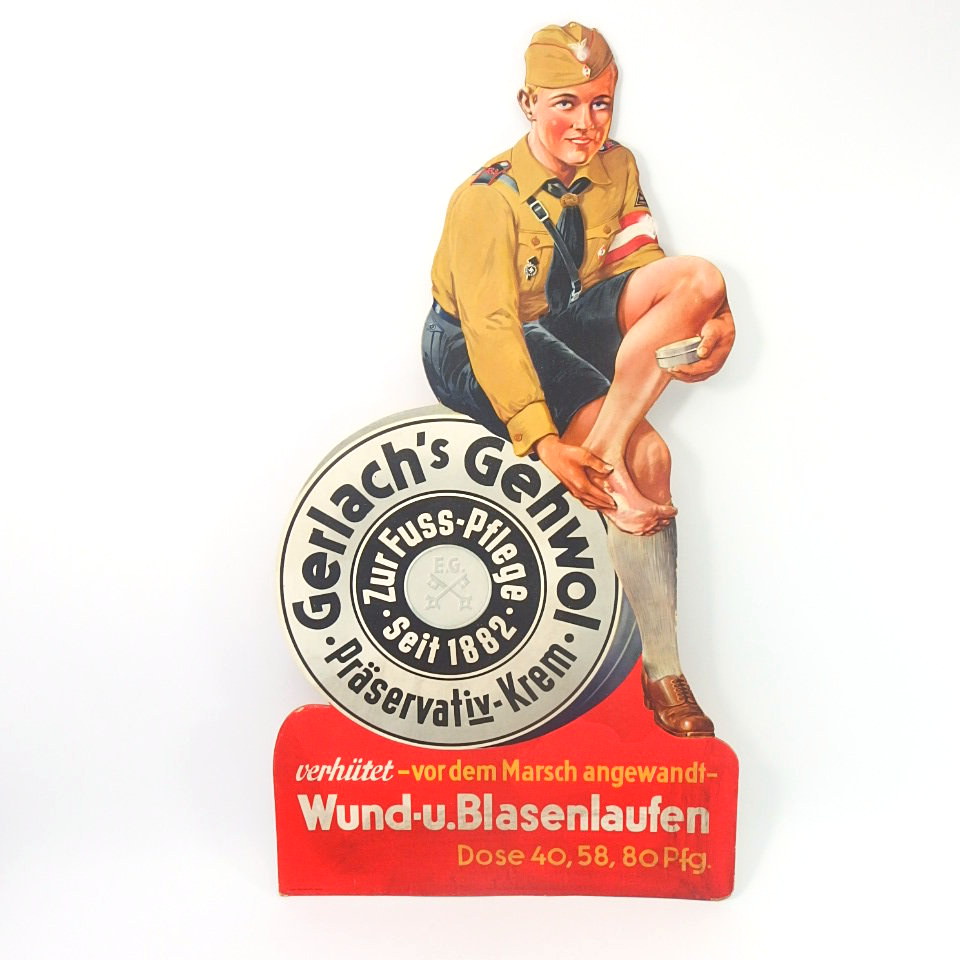 Gerlach's Gehwol
Präservativ-Krem
Zur Fuss-Pflege
Seit 1882
E.G.
verhütet – vor dem Marsch angewandt –
Wund-u. Blasenlaufen
Dose 40, 58, 80 Pfg.